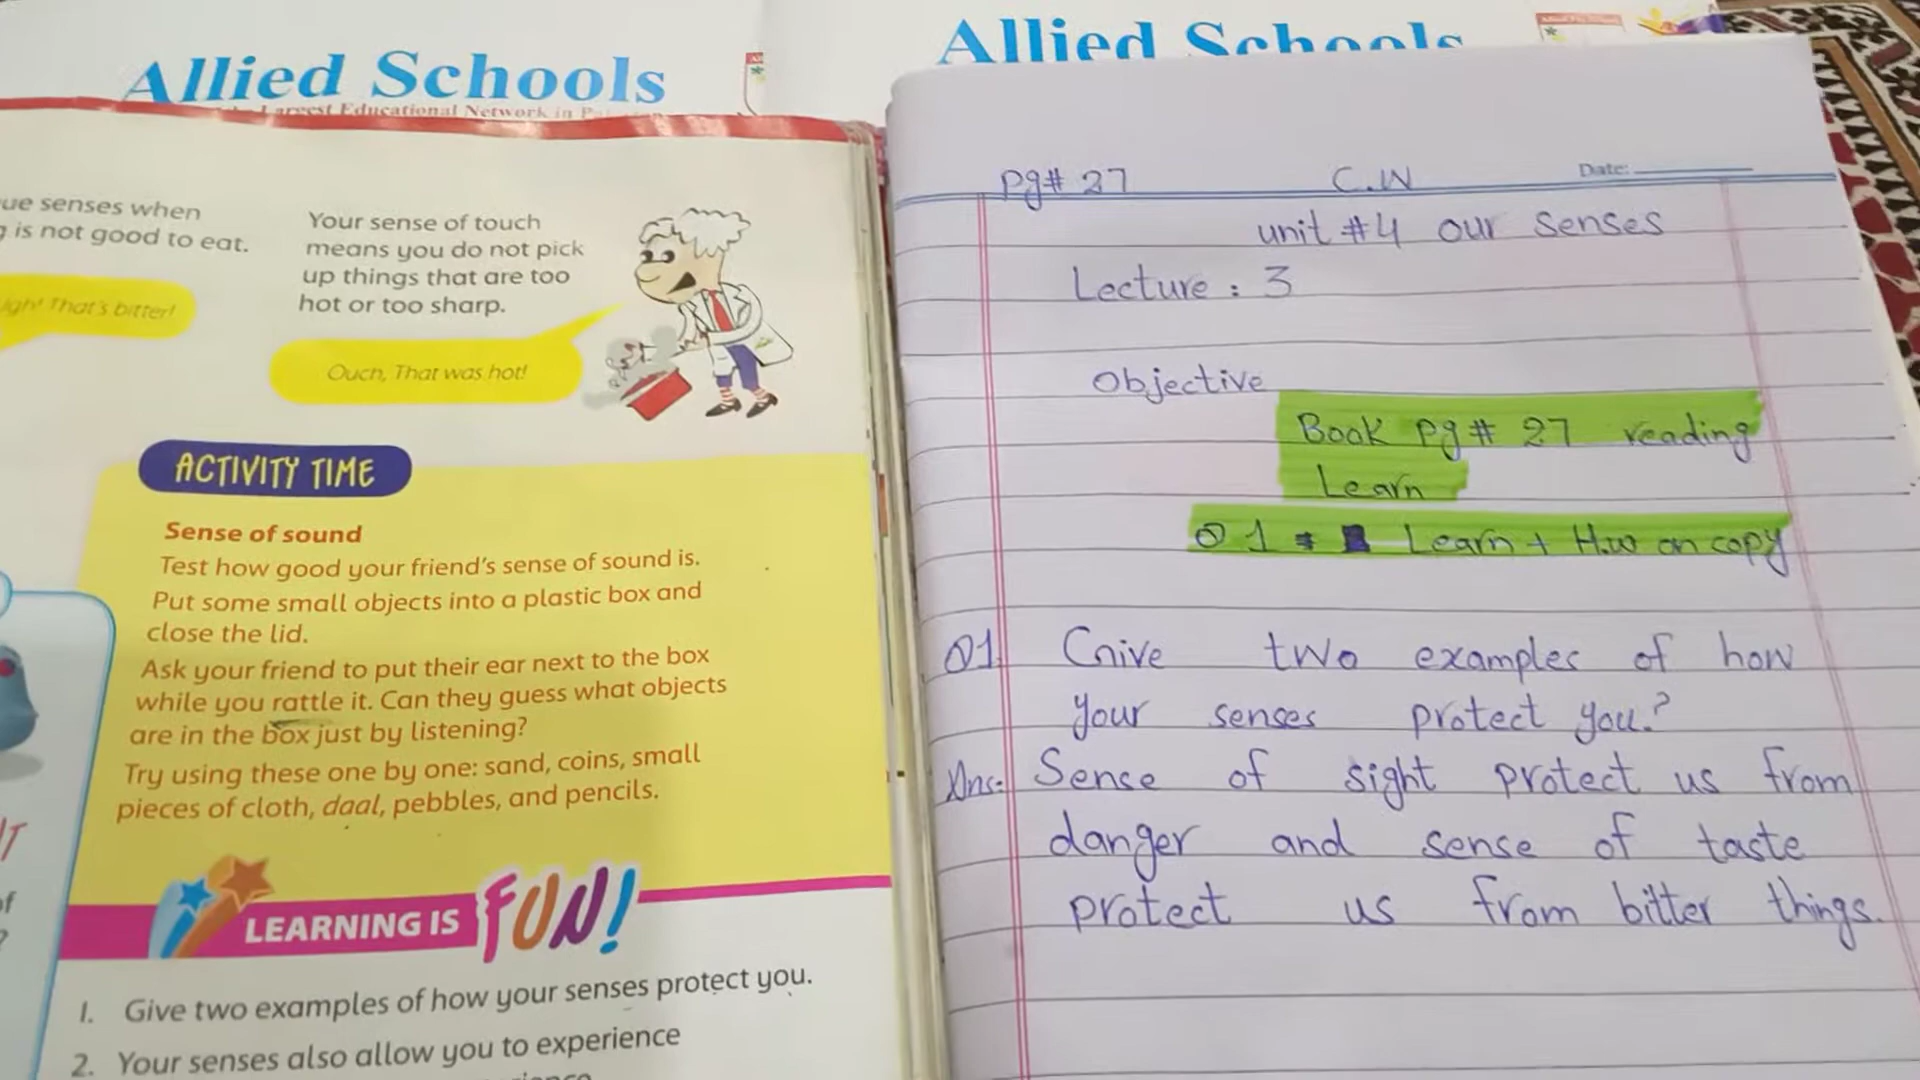 Allied Schools
Largest Educational Network in
Allied Schools
ue senses when
is not good to eat.
That's bitter!
Your sense of touch
means you do not pick
up things that are too
hot or too sharp.
Ouch, That was hot!
ACTIVITY TIME
Sense of sound
Test how good your friend's sense of sound is.
Put some small objects into a plastic box and
close the lid.
Ask your friend to put their ear next to the box
while you rattle it. Can they guess what objects
are in the box just by listening?
Try using these one by one: sand, coins, small
pieces of cloth, daal, pebbles, and pencils.
LEARNING IS FUN!
1. Give two examples of how your senses protect you.
2. Your senses also allow you to experience
Pg# 27 C.W Date:
unit #4 our senses
Lecture : 3
Objective
Book Pg# 27 reading
Learn
Q 1 Learn + H.w on copy
Q1 Give two examples of how
your senses protect you.?
Ans:- Sense of sight protect us from
danger and sense of taste
protect us from bitter things.